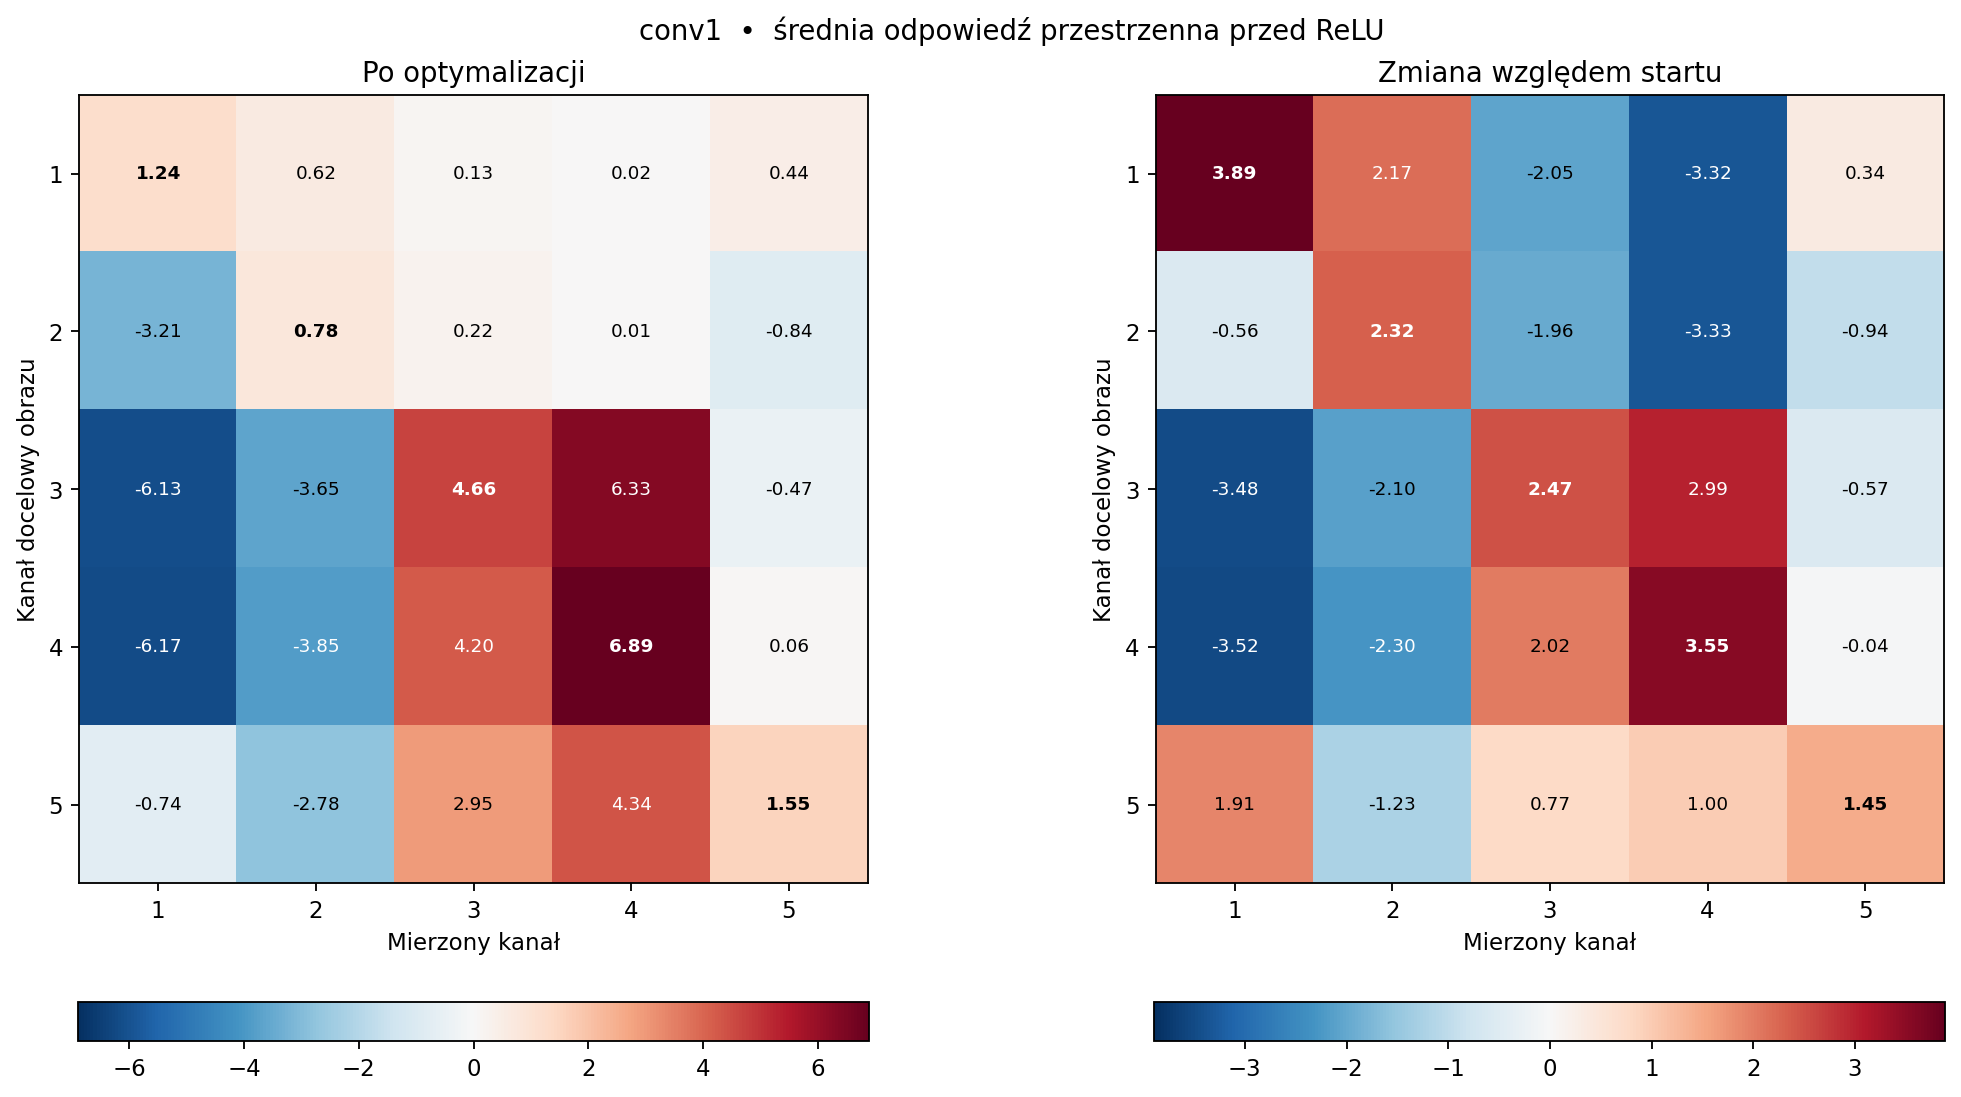 conv1 • średnia odpowiedź przestrzenna przed ReLU
Po optymalizacji
Kanał docelowy obrazu
1 1.24 0.62 0.13 0.02 0.44
2 -3.21 0.78 0.22 0.01 -0.84
3 -6.13 -3.65 4.66 6.33 -0.47
4 -6.17 -3.85 4.20 6.89 0.06
5 -0.74 -2.78 2.95 4.34 1.55
1 2 3 4 5
Mierzony kanał
−6 −4 −2 0 2 4 6
Zmiana względem startu
Kanał docelowy obrazu
1 3.89 2.17 -2.05 -3.32 0.34
2 -0.56 2.32 -1.96 -3.33 -0.94
3 -3.48 -2.10 2.47 2.99 -0.57
4 -3.52 -2.30 2.02 3.55 -0.04
5 1.91 -1.23 0.77 1.00 1.45
1 2 3 4 5
Mierzony kanał
−3 −2 −1 0 1 2 3